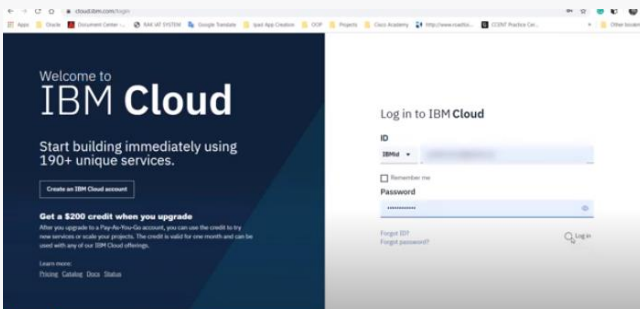 cloud.ibm.com/login
Apps Oracle Document Center - Google Translate Ipad App Creation OOP Projects Cisco Academy CCENT Practice Cer...
Welcome to
IBM Cloud
Start building immediately using
190+ unique services.
Create an IBM Cloud account
Get a $200 credit when you upgrade
After you upgrade to a Pay-As-You-Go account, you can use the credit to try
new services or scale your projects. The credit is valid for one month and can be
used with any of our IBM Cloud offerings.
Learn more:
Pricing Catalog Docs Status
Log in to IBM Cloud
ID
IBMid
Remember me
Password
Forgot ID?
Forgot password?
Log in